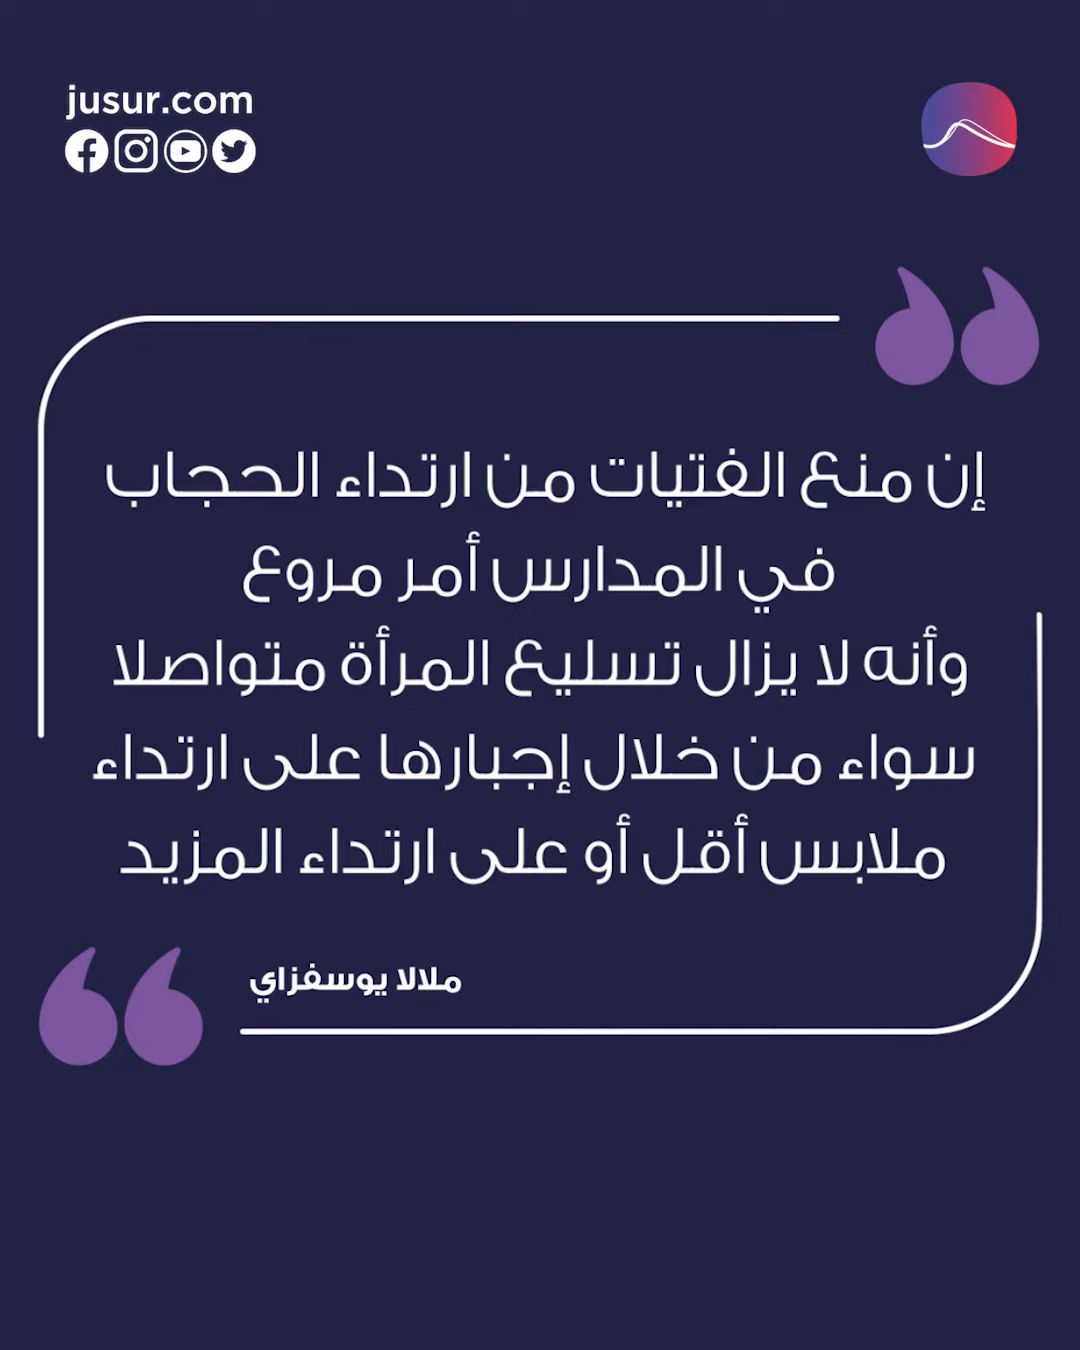 jusur.com
إن منع الفتيات من ارتداء الحجاب
في المدارس أمر مروع
وأنه لا يزال تسليع المرأة متواصلا
سواء من خلال إجبارها على ارتداء
ملابس أقل أو على ارتداء المزيد
ملالا يوسفزاي